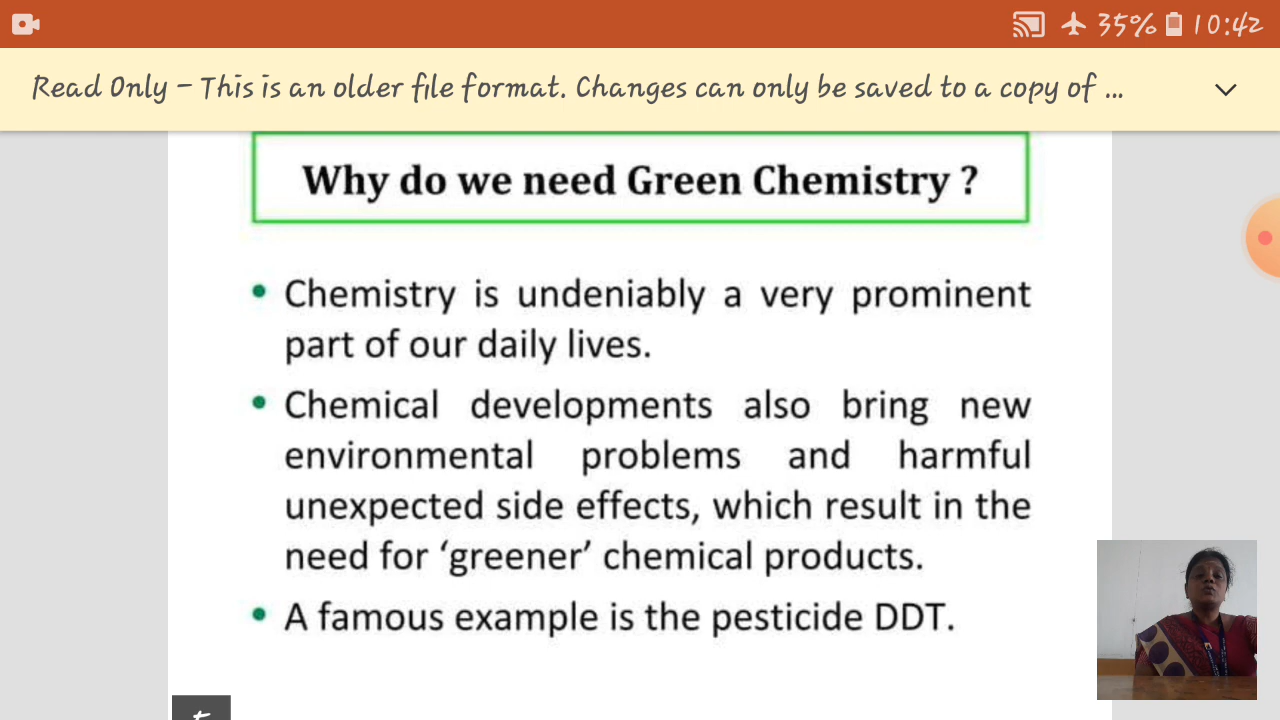 35% 10:42
Read Only – This is an older file format. Changes can only be saved to a copy of ...
Why do we need Green Chemistry ?
• Chemistry is undeniably a very prominent
part of our daily lives.
• Chemical developments also bring new
environmental problems and harmful
unexpected side effects, which result in the
need for ‘greener’ chemical products.
• A famous example is the pesticide DDT.